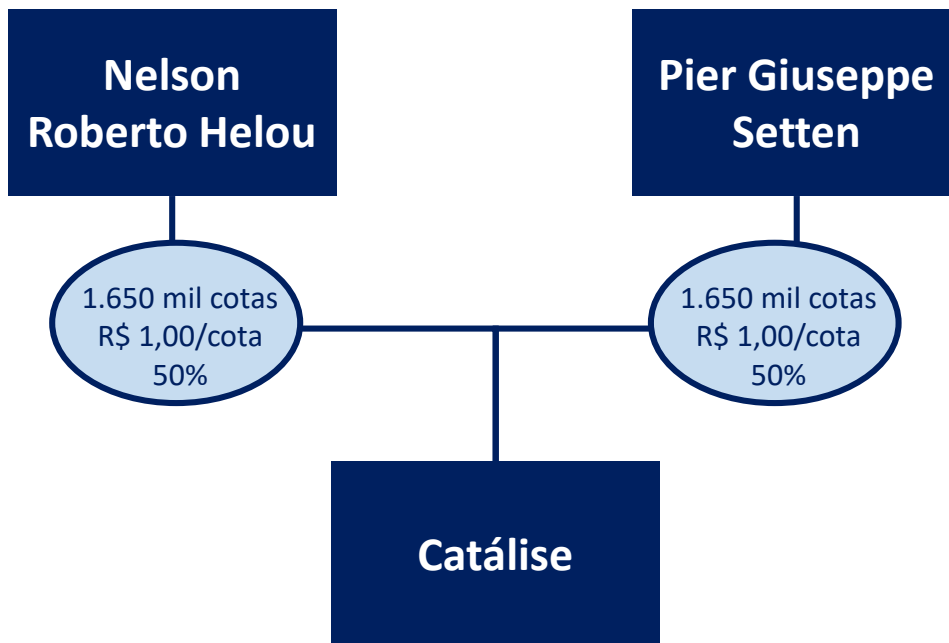 Nelson
Roberto Helou
Pier Giuseppe
Setten
1.650 mil cotas
R$ 1,00/cota
50%
1.650 mil cotas
R$ 1,00/cota
50%
Catálise